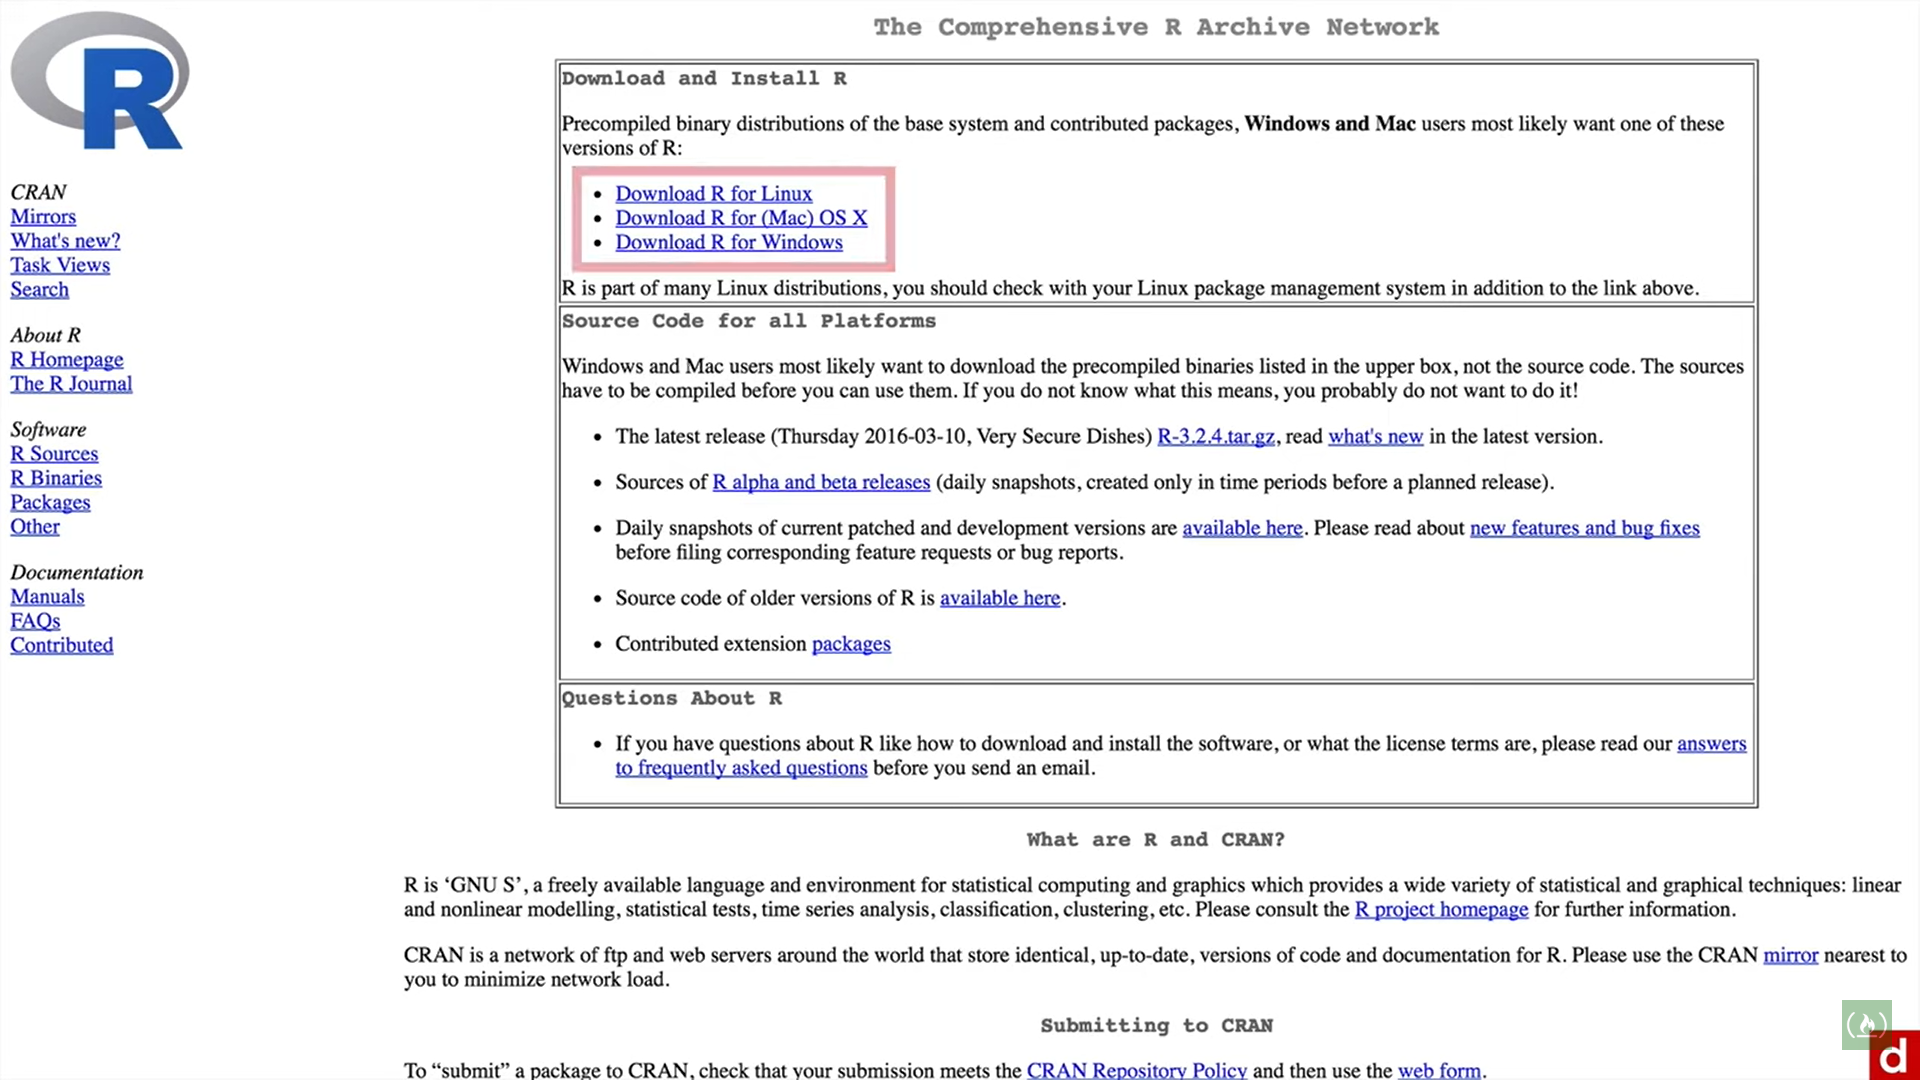 The Comprehensive R Archive Network
R
CRAN
Mirrors
What's new?
Task Views
Search
About R
R Homepage
The R Journal
Software
R Sources
R Binaries
Packages
Other
Documentation
Manuals
FAQs
Contributed
Download and Install R
Precompiled binary distributions of the base system and contributed packages, Windows and Mac users most likely want one of these
versions of R:
• Download R for Linux
• Download R for (Mac) OS X
• Download R for Windows
R is part of many Linux distributions, you should check with your Linux package management system in addition to the link above.
Source Code for all Platforms
Windows and Mac users most likely want to download the precompiled binaries listed in the upper box, not the source code. The sources
have to be compiled before you can use them. If you do not know what this means, you probably do not want to do it!
• The latest release (Thursday 2016-03-10, Very Secure Dishes) R-3.2.4.tar.gz, read what's new in the latest version.
• Sources of R alpha and beta releases (daily snapshots, created only in time periods before a planned release).
• Daily snapshots of current patched and development versions are available here. Please read about new features and bug fixes
before filing corresponding feature requests or bug reports.
• Source code of older versions of R is available here.
• Contributed extension packages
Questions About R
• If you have questions about R like how to download and install the software, or what the license terms are, please read our answers
to frequently asked questions before you send an email.
What are R and CRAN?
R is ‘GNU S’, a freely available language and environment for statistical computing and graphics which provides a wide variety of statistical and graphical techniques: linear
and nonlinear modelling, statistical tests, time series analysis, classification, clustering, etc. Please consult the R project homepage for further information.
CRAN is a network of ftp and web servers around the world that store identical, up-to-date, versions of code and documentation for R. Please use the CRAN mirror nearest to
you to minimize network load.
Submitting to CRAN
To “submit” a package to CRAN, check that your submission meets the CRAN Repository Policy and then use the web form.
d